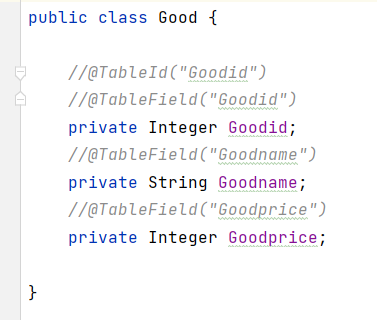 public class Good {
//@TableId("Goodid")
//@TableField("Goodid")
private Integer Goodid;
//@TableField("Goodname")
private String Goodname;
//@TableField("Goodprice")
private Integer Goodprice;
}